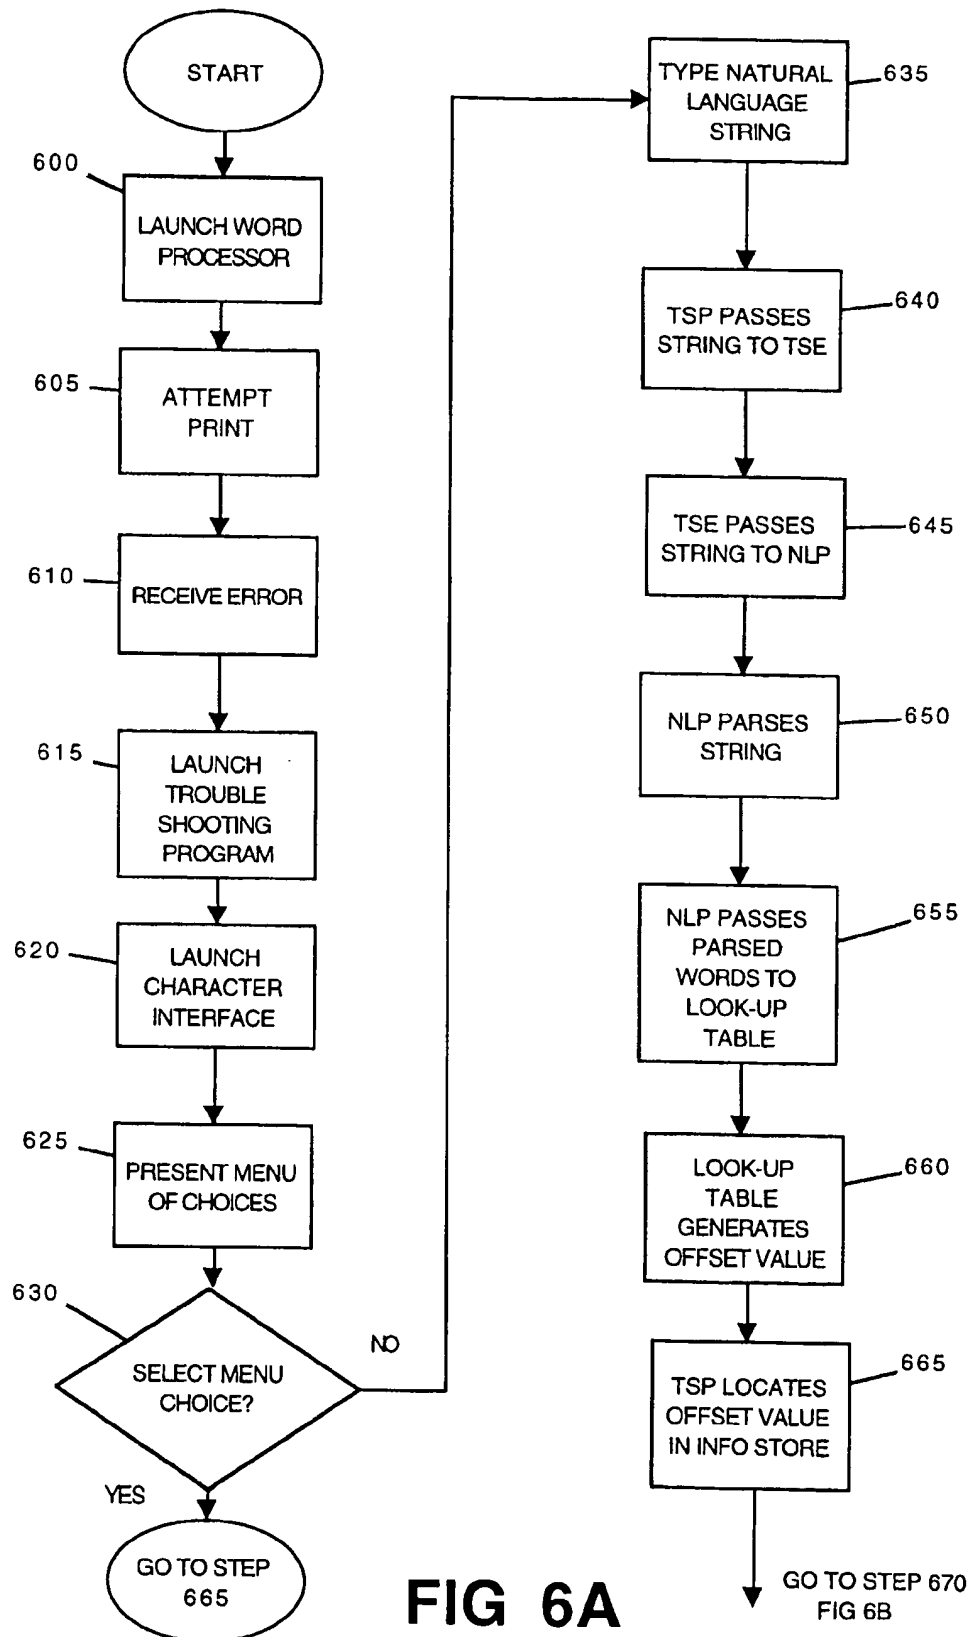 START
600
LAUNCH WORD
PROCESSOR
605
ATTEMPT
PRINT
610
RECEIVE ERROR
615
LAUNCH
TROUBLE
SHOOTING
PROGRAM
620
LAUNCH
CHARACTER
INTERFACE
625
PRESENT MENU
OF CHOICES
630
SELECT MENU
CHOICE?
NO
YES
GO TO STEP
665
TYPE NATURAL
LANGUAGE
STRING
635
TSP PASSES
STRING TO TSE
640
TSE PASSES
STRING TO NLP
645
NLP PARSES
STRING
650
NLP PASSES
PARSED
WORDS TO
LOOK-UP
TABLE
655
LOOK-UP
TABLE
GENERATES
OFFSET VALUE
660
TSP LOCATES
OFFSET VALUE
IN INFO STORE
665
GO TO STEP 670
FIG 6B
FIG 6A